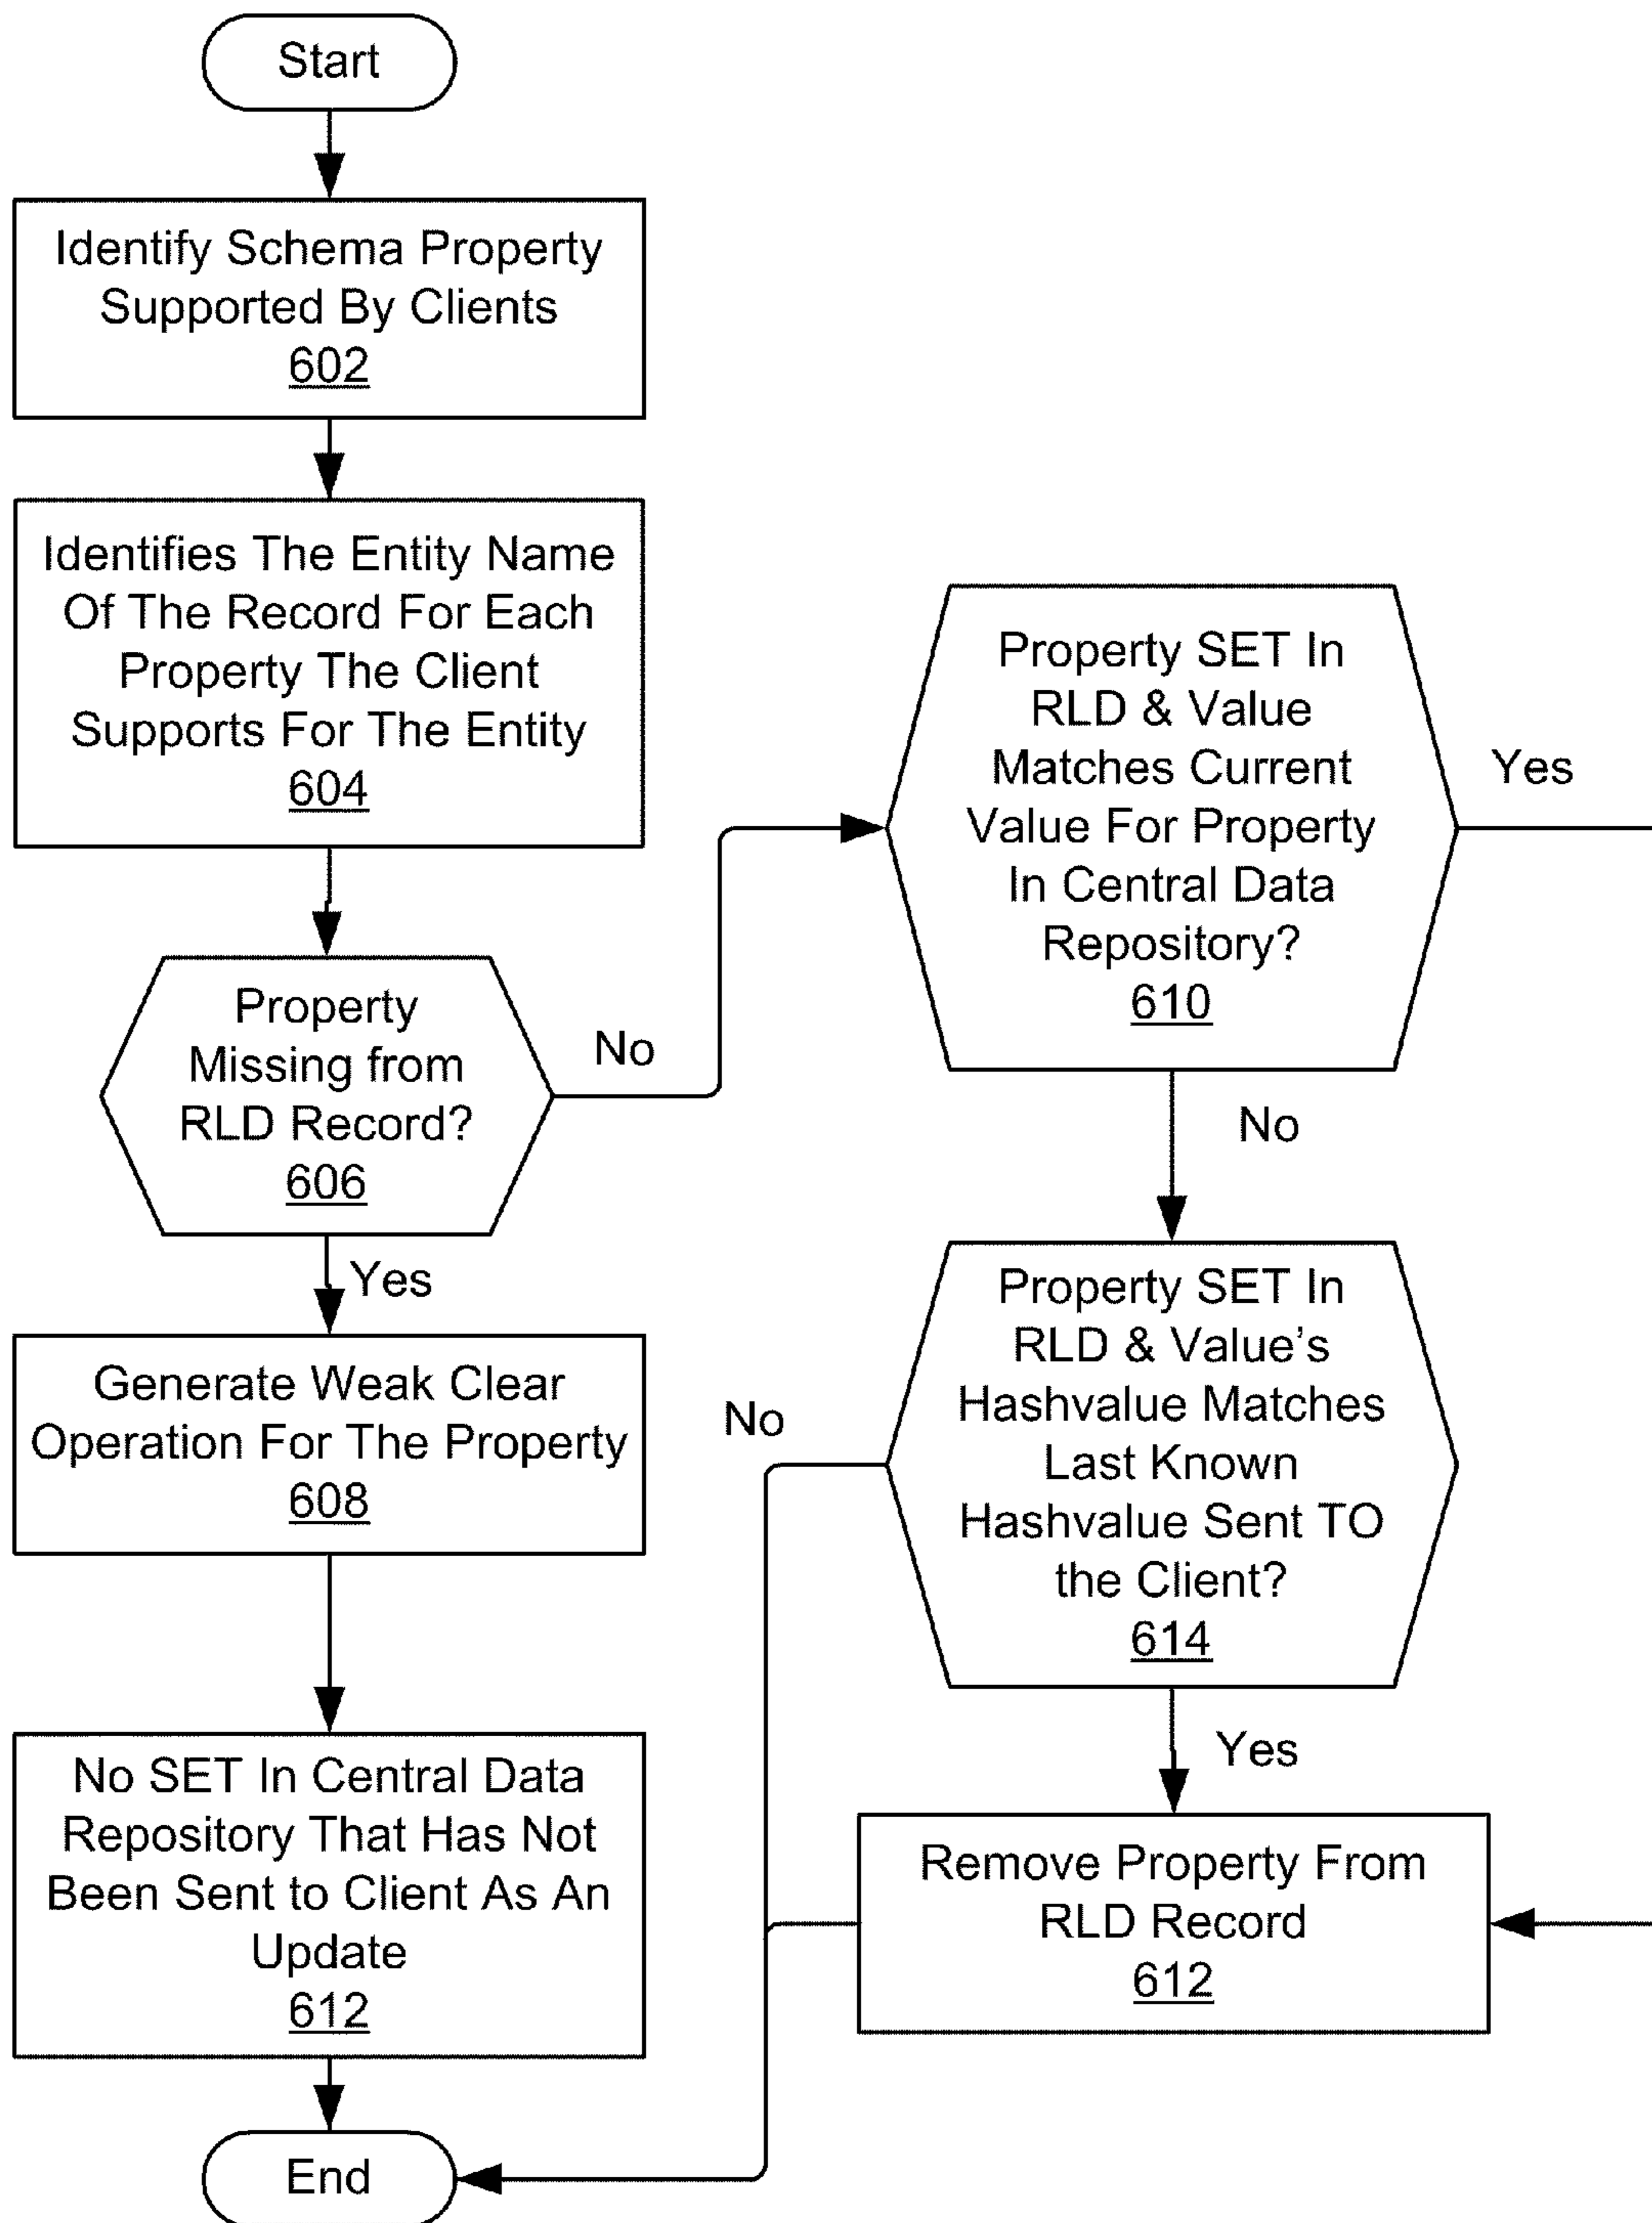 Start
Identify Schema Property
Supported By Clients
602
Identifies The Entity Name
Of The Record For Each
Property The Client
Supports For The Entity
604
Property
Missing from
RLD Record?
606
No
Yes
Generate Weak Clear
Operation For The Property
608
No SET In Central Data
Repository That Has Not
Been Sent to Client As An
Update
612
End
Property SET In
RLD & Value
Matches Current
Value For Property
In Central Data
Repository?
610
Yes
No
Property SET In
RLD & Value's
Hashvalue Matches
Last Known
Hashvalue Sent TO
the Client?
614
No
Yes
Remove Property From
RLD Record
612